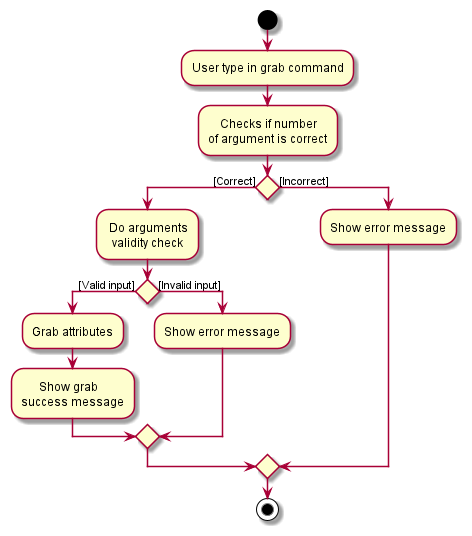 User type in grab command
Checks if number
of argument is correct
[Correct]
[Incorrect]
Do arguments
validity check
Show error message
[Valid input]
[Invalid input]
Grab attributes
Show error message
Show grab
success message